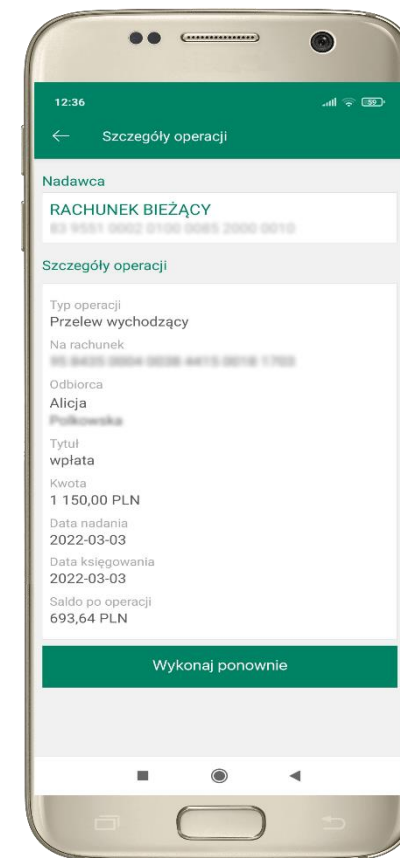 12:36
59
Szczegóły operacji
Nadawca
RACHUNEK BIEŻĄCY
Szczegóły operacji
Typ operacji
Przelew wychodzący
Na rachunek
Odbiorca
Alicja
Tytuł
wpłata
Kwota
1 150,00 PLN
Data nadania
2022-03-03
Data księgowania
2022-03-03
Saldo po operacji
693,64 PLN
Wykonaj ponownie